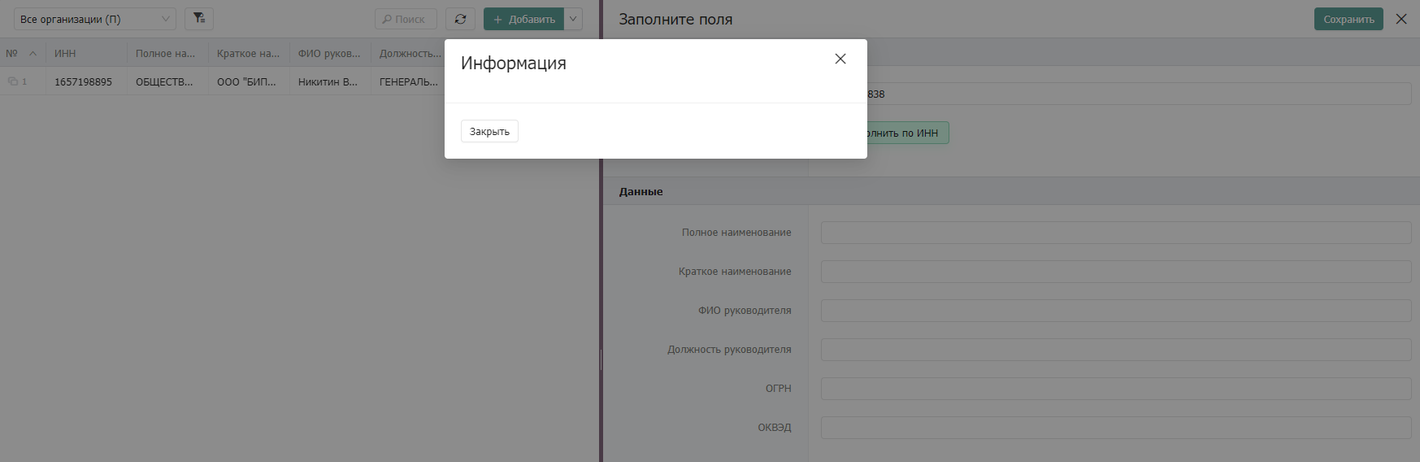 Все организации (П)
Поиск
+ Добавить
Заполните поля
Сохранить
№ ИНН Полное на... Краткое на... ФИО руков... Должность...
1 1657198895 ОБЩЕСТВ... ООО "БИП... Никитин В... ГЕНЕРАЛЬ...
Информация
Закрыть
838
олнить по ИНН
Данные
Полное наименование
Краткое наименование
ФИО руководителя
Должность руководителя
ОГРН
ОКВЭД